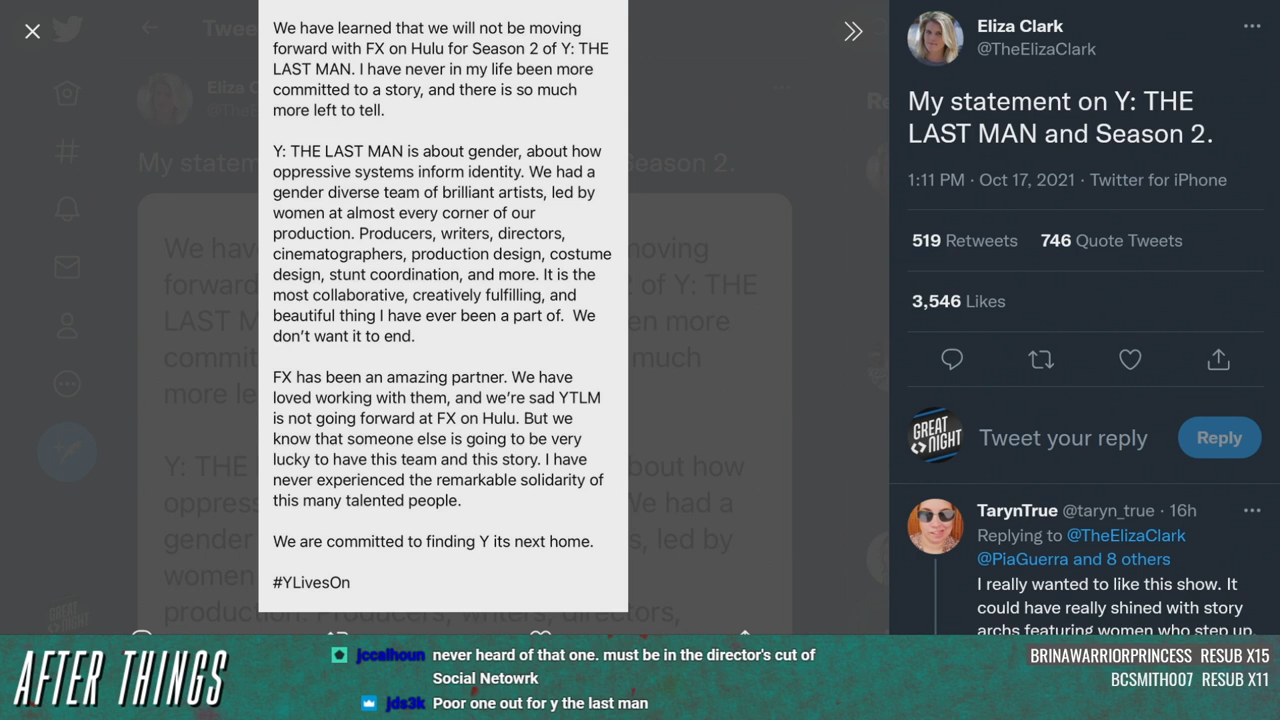 We have learned that we will not be moving
forward with FX on Hulu for Season 2 of Y: THE
LAST MAN. I have never in my life been more
committed to a story, and there is so much
more left to tell.
Y: THE LAST MAN is about gender, about how
oppressive systems inform identity. We had a
gender diverse team of brilliant artists, led by
women at almost every corner of our
production. Producers, writers, directors,
cinematographers, production design, costume
design, stunt coordination, and more. It is the
most collaborative, creatively fulfilling, and
beautiful thing I have ever been a part of.  We
don't want it to end.
FX has been an amazing partner. We have
loved working with them, and we're sad YTLM
is not going forward at FX on Hulu. But we
know that someone else is going to be very
lucky to have this team and this story. I have
never experienced the remarkable solidarity of
this many talented people.
We are committed to finding Y its next home.
#YLivesOn
Eliza Clark
@TheElizaClark
My statement on Y: THE
LAST MAN and Season 2.
1:11 PM · Oct 17, 2021 · Twitter for iPhone
519 Retweets 746 Quote Tweets
3,546 Likes
GREAT NIGHT
Tweet your reply
Reply
TarynTrue @taryn_true · 16h
Replying to @TheElizaClark
@PiaGuerra and 8 others
I really wanted to like this show. It
could have really shined with story
archs featuring women who step up,
AFTER THINGS
jccalhoun never heard of that one. must be in the director's cut of
Social Netowrk
jds3k Poor one out for y the last man
BRINAWARRIORPRINCESS RESUB X15
BCSMITH007 RESUB X11